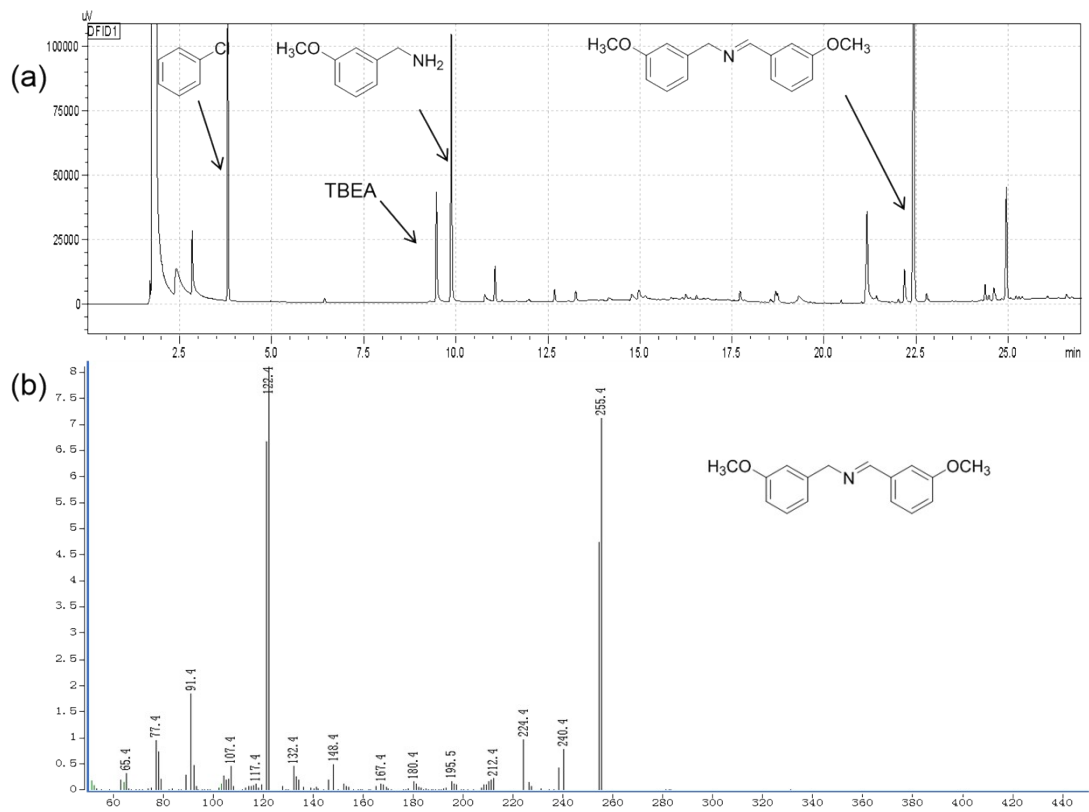 uV
DFID1
(a)
100000
75000
50000
25000
0
Cl
H₃CO
NH₂
H₃CO
N
OCH₃
TBEA
2.5 5.0 7.5 10.0 12.5 15.0 17.5 20.0 22.5 25.0 min
(b)
8
7.5
7
6.5
6
5.5
5
4.5
4
3.5
3
2.5
2
1.5
1
0.5
0
65.4
77.4
91.4
107.4
117.4
122.4
132.4
148.4
167.4
180.4
195.5
212.4
224.4
240.4
255.4
H₃CO
N
OCH₃
60 80 100 120 140 160 180 200 220 240 260 280 300 320 340 360 380 400 420 440